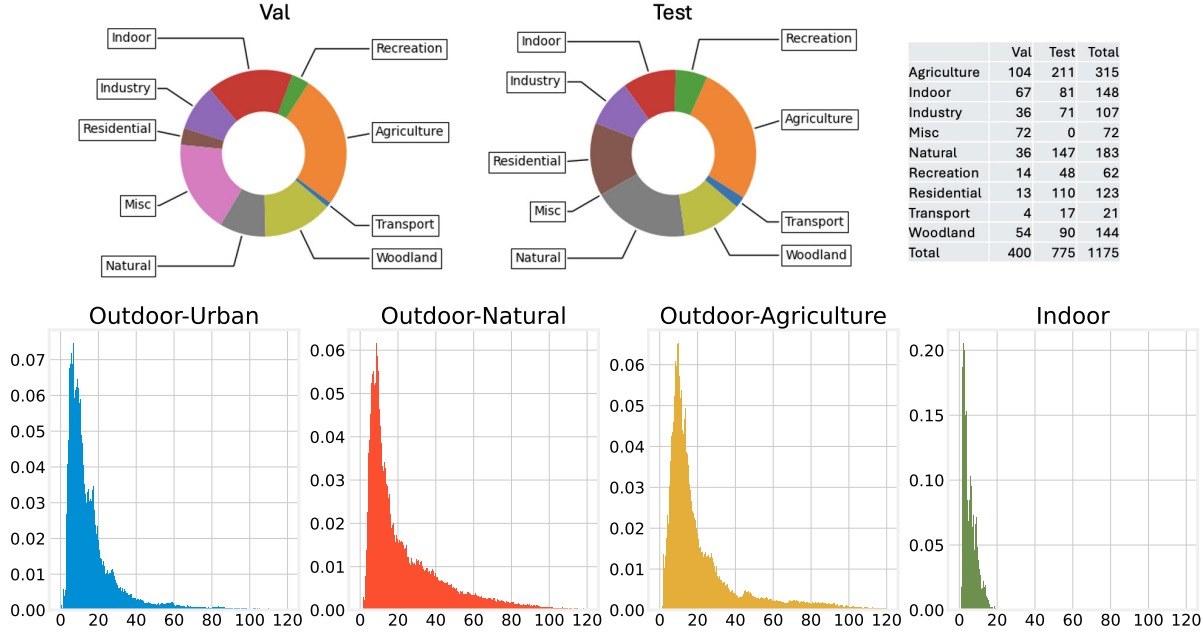 Val
Test
Indoor
Recreation
Industry
Residential
Agriculture
Misc
Transport
Natural
Woodland
Indoor
Recreation
Industry
Agriculture
Residential
Misc
Transport
Natural
Woodland
Val Test Total
Agriculture 104 211 315
Indoor 67 81 148
Industry 36 71 107
Misc 72 0 72
Natural 36 147 183
Recreation 14 48 62
Residential 13 110 123
Transport 4 17 21
Woodland 54 90 144
Total 400 775 1175
Outdoor-Urban
0.07
0.06
0.05
0.04
0.03
0.02
0.01
0.00
0 20 40 60 80 100 120
Outdoor-Natural
0.06
0.05
0.04
0.03
0.02
0.01
0.00
0 20 40 60 80 100 120
Outdoor-Agriculture
0.06
0.05
0.04
0.03
0.02
0.01
0.00
0 20 40 60 80 100 120
Indoor
0.20
0.15
0.10
0.05
0.00
0 20 40 60 80 100 120